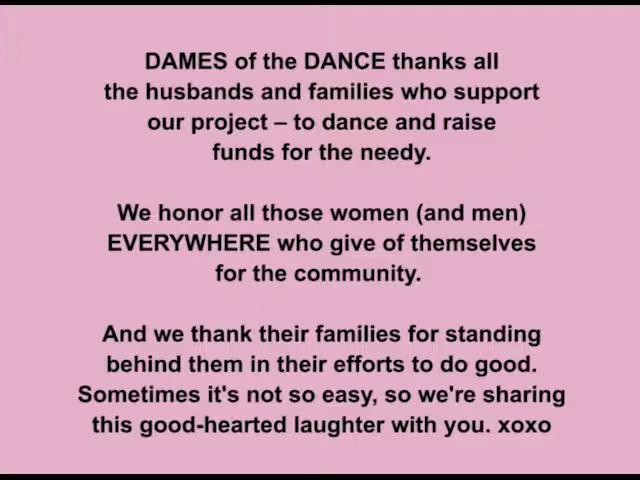 DAMES of the DANCE thanks all
the husbands and families who support
our project – to dance and raise
funds for the needy.
We honor all those women (and men)
EVERYWHERE who give of themselves
for the community.
And we thank their families for standing
behind them in their efforts to do good.
Sometimes it's not so easy, so we're sharing
this good-hearted laughter with you. xoxo